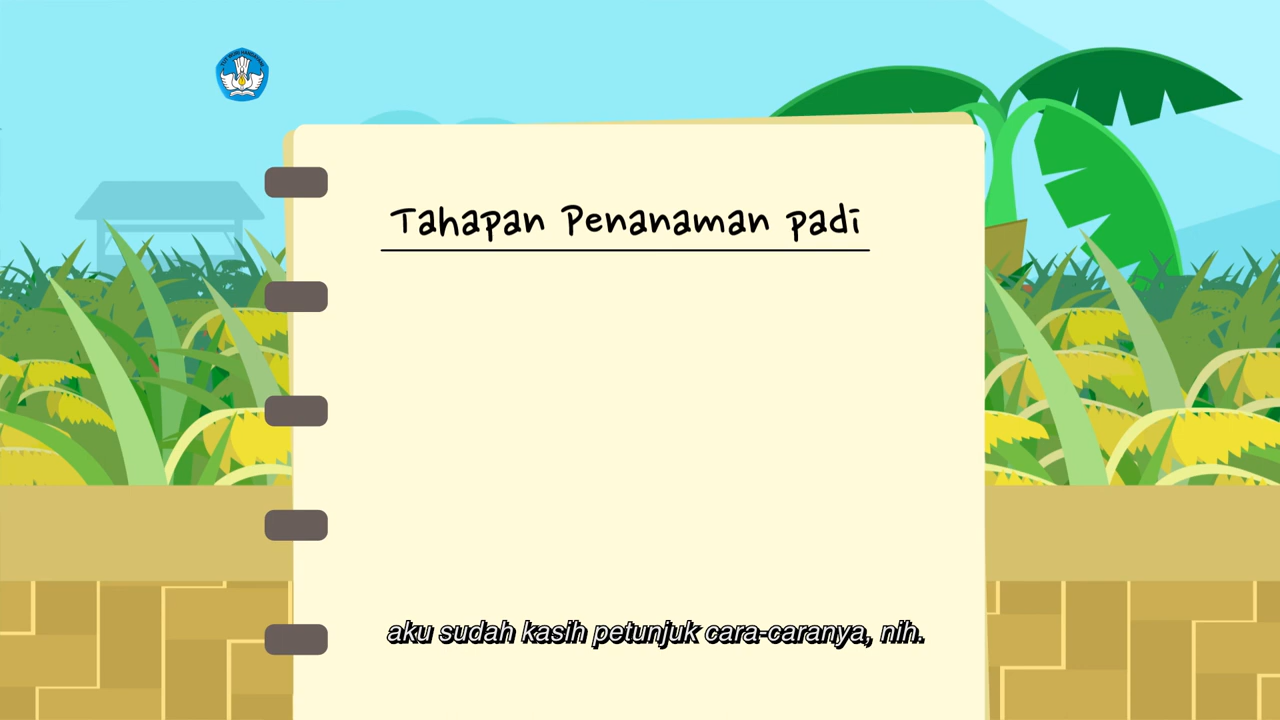 Tahapan Penanaman padi
aku sudah kasih petunjuk cara-caranya, nih.